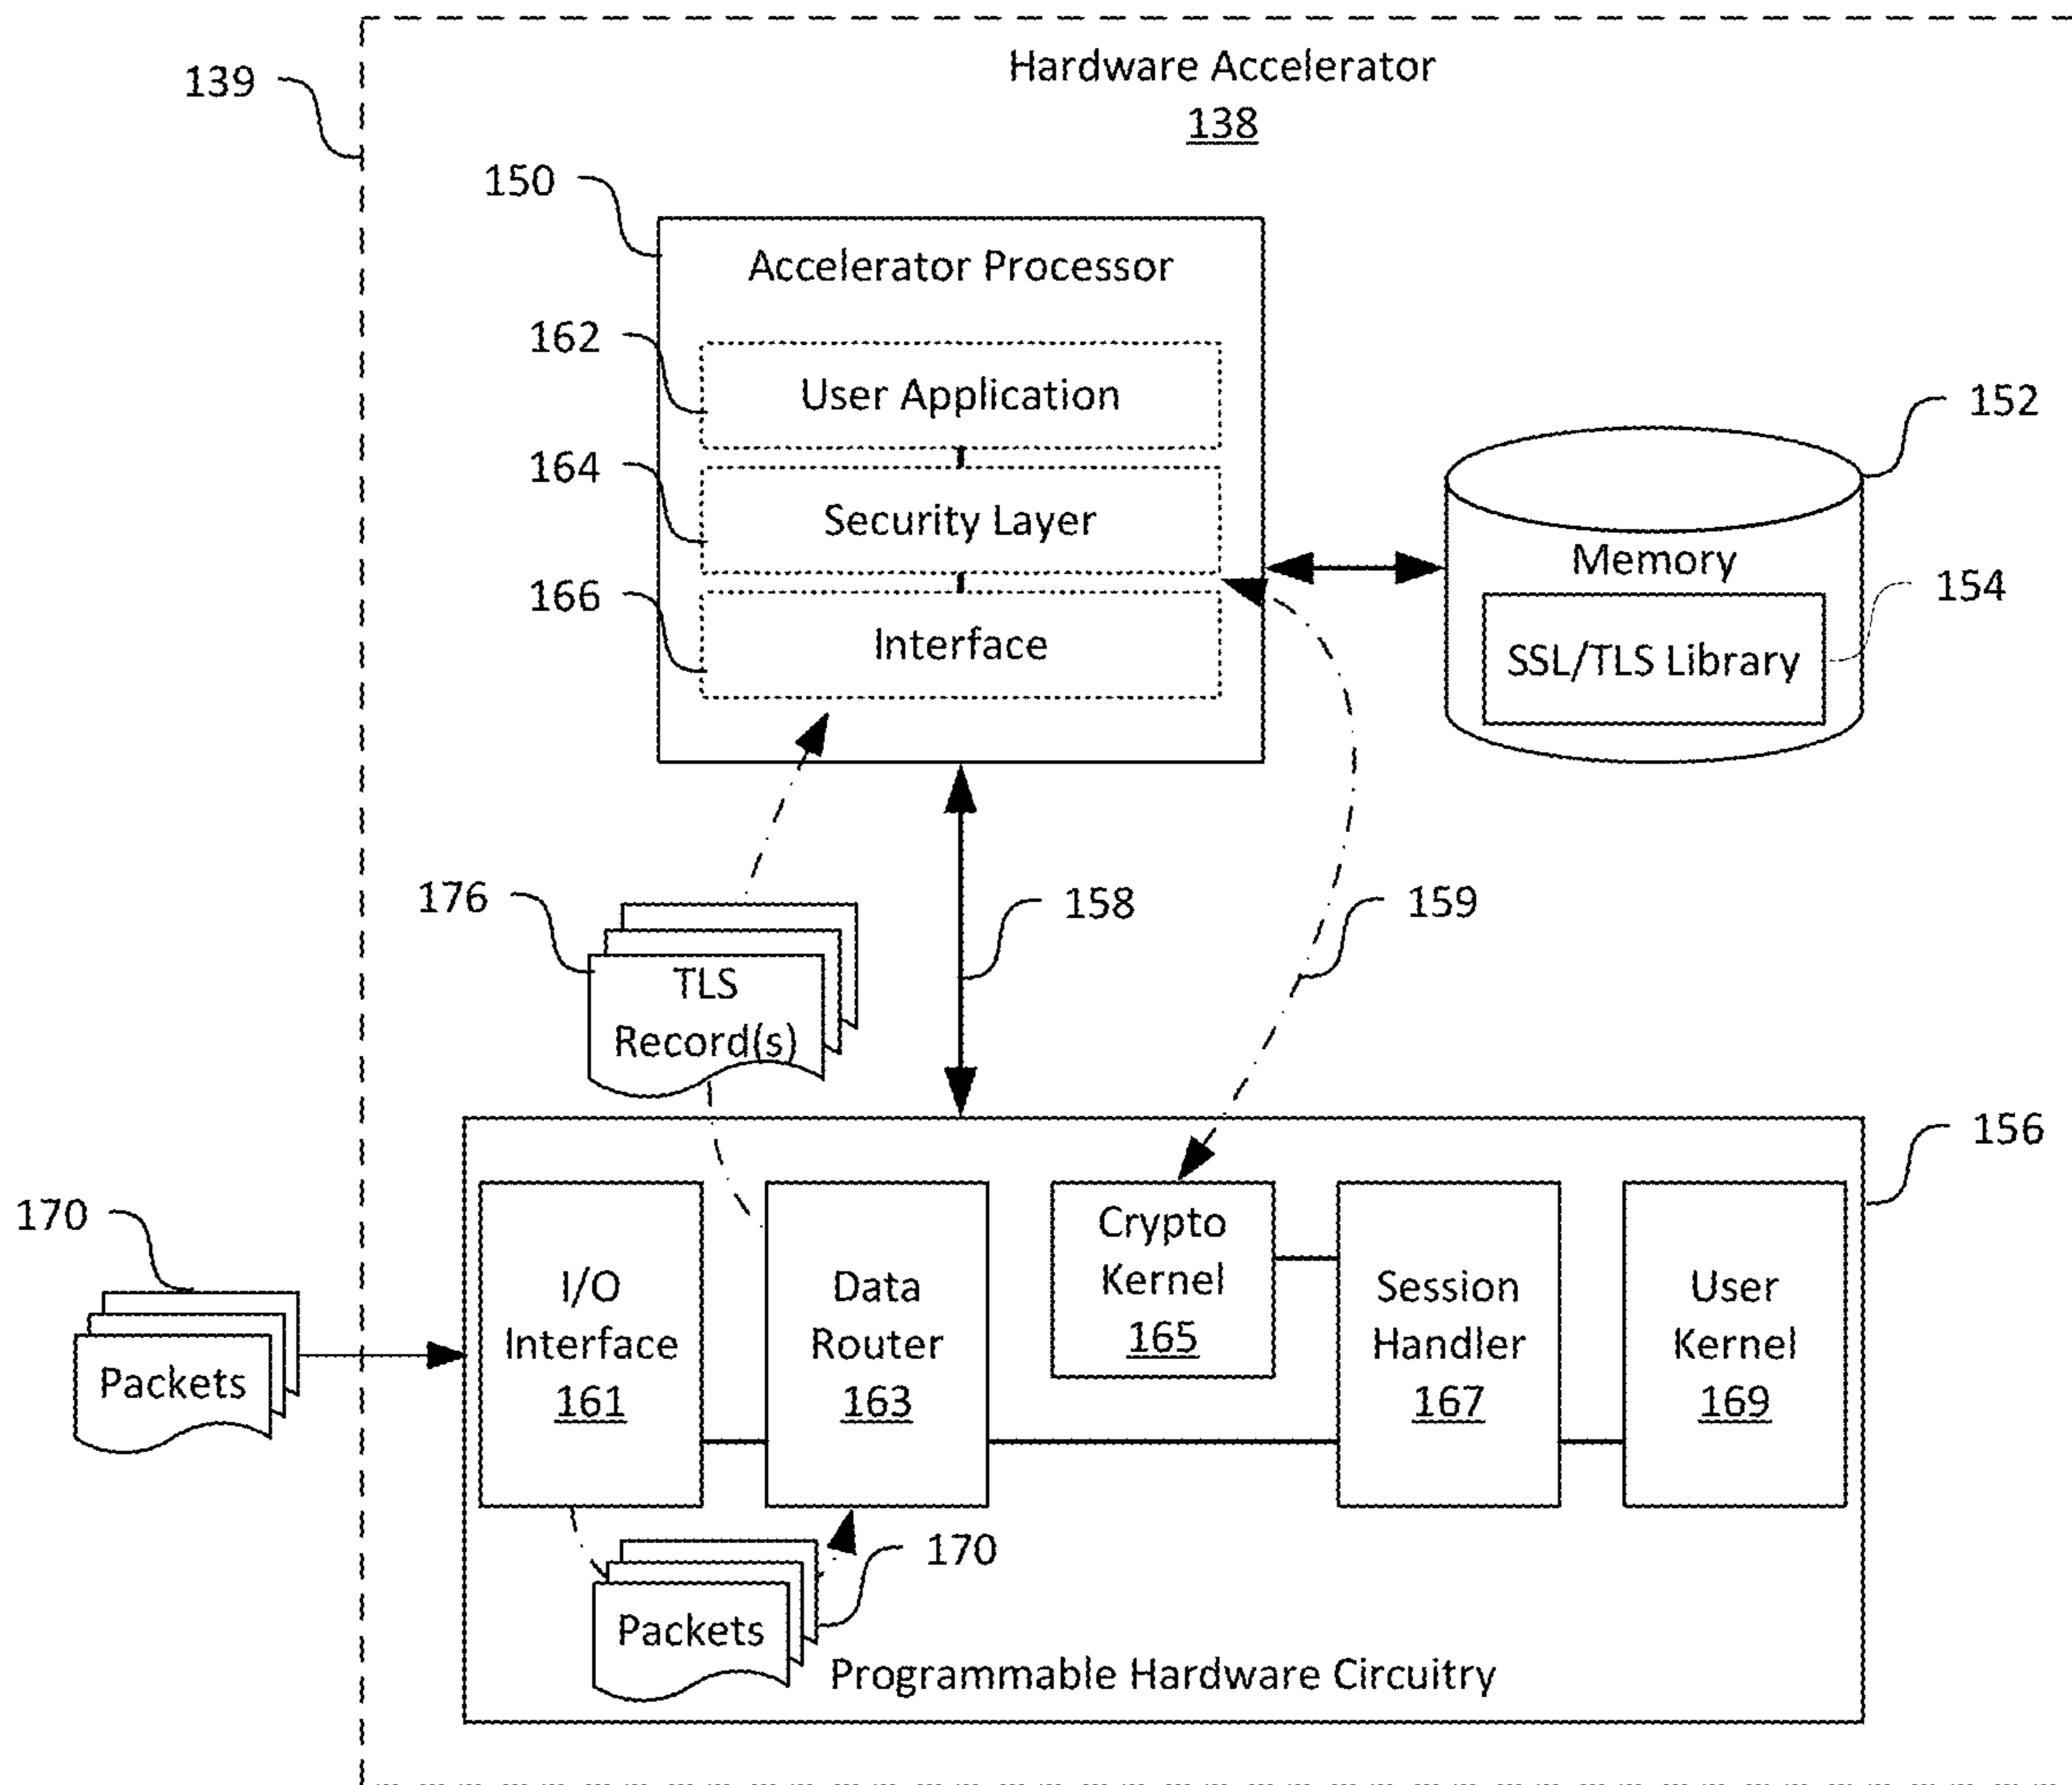 Hardware Accelerator
138
139
150
Accelerator Processor
162
User Application
152
164
Security Layer
Memory
154
166
Interface
SSL/TLS Library
176
158
159
TLS
Record(s)
156
170
Packets
I/O
Interface
161
Data
Router
163
Crypto
Kernel
165
Session
Handler
167
User
Kernel
169
170
Packets
Programmable Hardware Circuitry